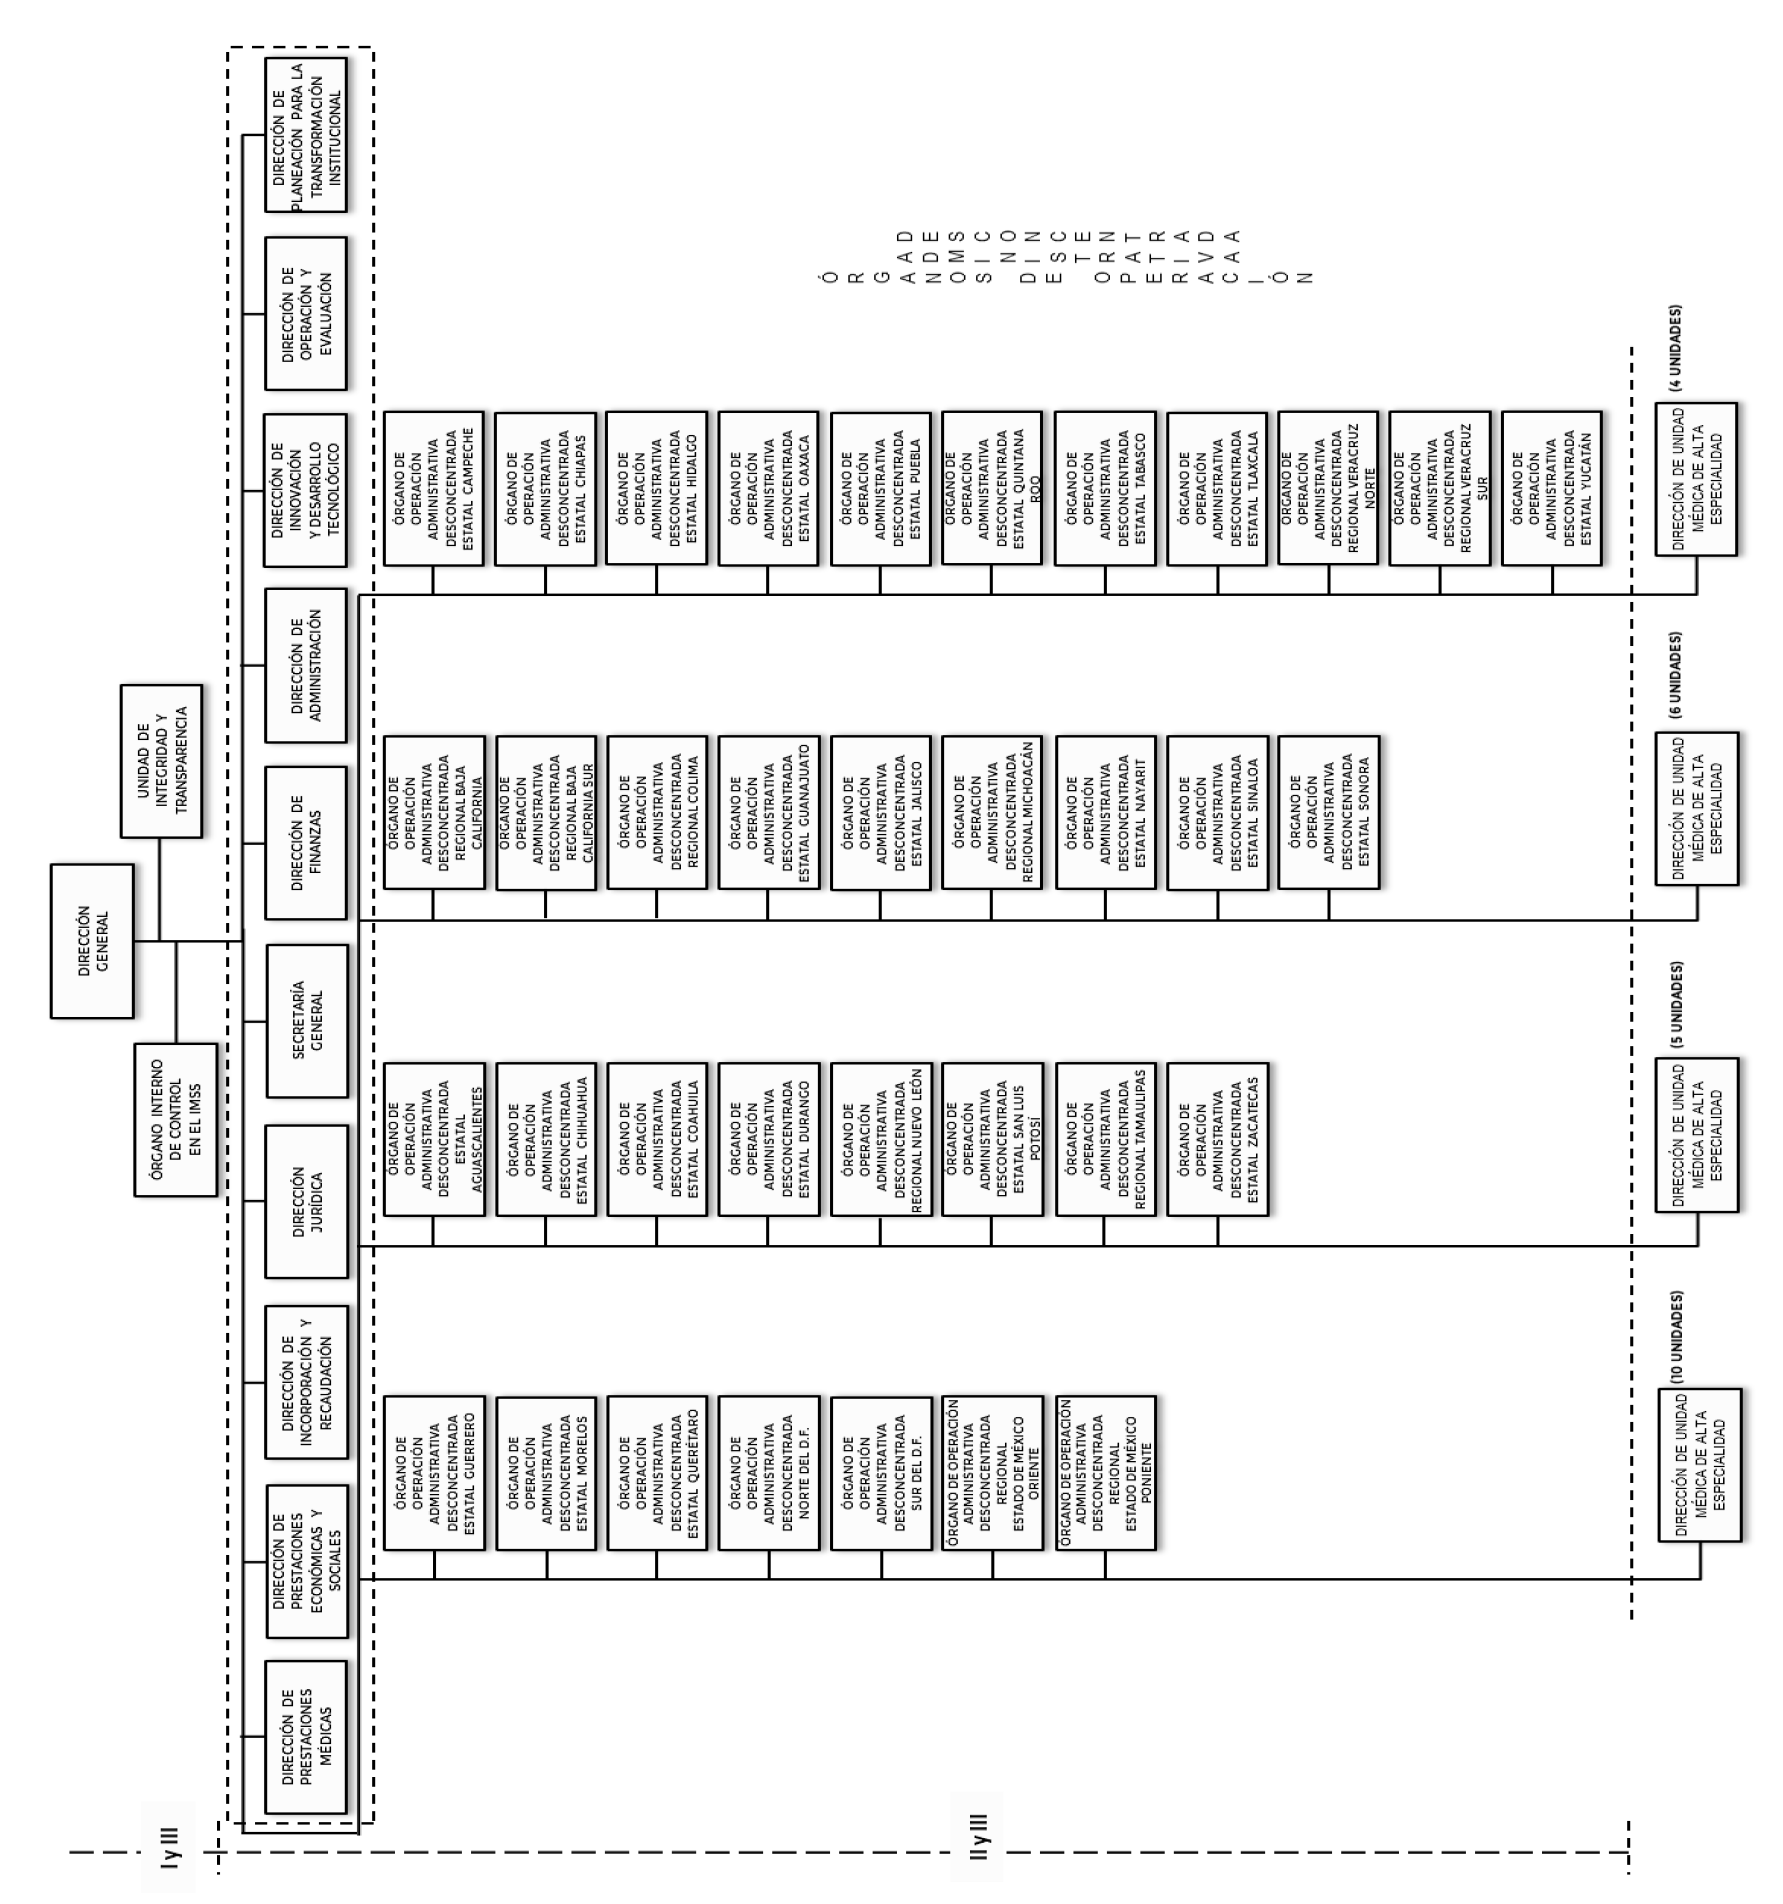 DIRECCIÓN
GENERAL
UNIDAD DE
INTEGRIDAD Y
TRANSPARENCIA
ÓRGANO INTERNO
DE CONTROL
EN EL IMSS
I y III
DIRECCIÓN DE
PRESTACIONES
MÉDICAS
DIRECCIÓN DE
PRESTACIONES
ECONÓMICAS Y
SOCIALES
DIRECCIÓN DE
INCORPORACIÓN Y
RECAUDACIÓN
DIRECCIÓN
JURÍDICA
SECRETARÍA
GENERAL
DIRECCIÓN DE
FINANZAS
DIRECCIÓN DE
ADMINISTRACIÓN
DIRECCIÓN DE
INNOVACIÓN
Y DESARROLLO
TECNOLÓGICO
DIRECCIÓN DE
OPERACIÓN Y
EVALUACIÓN
DIRECCIÓN DE
PLANEACIÓN PARA LA
TRANSFORMACIÓN
INSTITUCIONAL
II y III
ÓRGANO DE
OPERACIÓN
ADMINISTRATIVA
DESCONCENTRADA
ESTATAL GUERRERO
ÓRGANO DE
OPERACIÓN
ADMINISTRATIVA
DESCONCENTRADA
ESTATAL MORELOS
ÓRGANO DE
OPERACIÓN
ADMINISTRATIVA
DESCONCENTRADA
ESTATAL QUERÉTARO
ÓRGANO DE
OPERACIÓN
ADMINISTRATIVA
DESCONCENTRADA
NORTE DEL D.F.
ÓRGANO DE
OPERACIÓN
ADMINISTRATIVA
DESCONCENTRADA
SUR DEL D.F.
ÓRGANO DE OPERACIÓN
ADMINISTRATIVA
DESCONCENTRADA
REGIONAL
ESTADO DE MÉXICO
ORIENTE
ÓRGANO DE OPERACIÓN
ADMINISTRATIVA
DESCONCENTRADA
REGIONAL
ESTADO DE MÉXICO
PONIENTE
ÓRGANO DE
OPERACIÓN
ADMINISTRATIVA
DESCONCENTRADA
ESTATAL
AGUASCALIENTES
ÓRGANO DE
OPERACIÓN
ADMINISTRATIVA
DESCONCENTRADA
ESTATAL CHIHUAHUA
ÓRGANO DE
OPERACIÓN
ADMINISTRATIVA
DESCONCENTRADA
ESTATAL COAHUILA
ÓRGANO DE
OPERACIÓN
ADMINISTRATIVA
DESCONCENTRADA
ESTATAL DURANGO
ÓRGANO DE
OPERACIÓN
ADMINISTRATIVA
DESCONCENTRADA
REGIONAL NUEVO LEÓN
ÓRGANO DE
OPERACIÓN
ADMINISTRATIVA
DESCONCENTRADA
ESTATAL SAN LUIS
POTOSÍ
ÓRGANO DE
OPERACIÓN
ADMINISTRATIVA
DESCONCENTRADA
REGIONAL TAMAULIPAS
ÓRGANO DE
OPERACIÓN
ADMINISTRATIVA
DESCONCENTRADA
ESTATAL ZACATECAS
ÓRGANO DE
OPERACIÓN
ADMINISTRATIVA
DESCONCENTRADA
REGIONAL BAJA
CALIFORNIA
ÓRGANO DE
OPERACIÓN
ADMINISTRATIVA
DESCONCENTRADA
REGIONAL BAJA
CALIFORNIA SUR
ÓRGANO DE
OPERACIÓN
ADMINISTRATIVA
DESCONCENTRADA
REGIONAL COLIMA
ÓRGANO DE
OPERACIÓN
ADMINISTRATIVA
DESCONCENTRADA
ESTATAL GUANAJUATO
ÓRGANO DE
OPERACIÓN
ADMINISTRATIVA
DESCONCENTRADA
ESTATAL JALISCO
ÓRGANO DE
OPERACIÓN
ADMINISTRATIVA
DESCONCENTRADA
REGIONAL MICHOACÁN
ÓRGANO DE
OPERACIÓN
ADMINISTRATIVA
DESCONCENTRADA
ESTATAL NAYARIT
ÓRGANO DE
OPERACIÓN
ADMINISTRATIVA
DESCONCENTRADA
ESTATAL SINALOA
ÓRGANO DE
OPERACIÓN
ADMINISTRATIVA
DESCONCENTRADA
ESTATAL SONORA
ÓRGANO DE
OPERACIÓN
ADMINISTRATIVA
DESCONCENTRADA
ESTATAL CAMPECHE
ÓRGANO DE
OPERACIÓN
ADMINISTRATIVA
DESCONCENTRADA
ESTATAL CHIAPAS
ÓRGANO DE
OPERACIÓN
ADMINISTRATIVA
DESCONCENTRADA
ESTATAL HIDALGO
ÓRGANO DE
OPERACIÓN
ADMINISTRATIVA
DESCONCENTRADA
ESTATAL OAXACA
ÓRGANO DE
OPERACIÓN
ADMINISTRATIVA
DESCONCENTRADA
ESTATAL PUEBLA
ÓRGANO DE
OPERACIÓN
ADMINISTRATIVA
DESCONCENTRADA
ESTATAL QUINTANA
ROO
ÓRGANO DE
OPERACIÓN
ADMINISTRATIVA
DESCONCENTRADA
ESTATAL TABASCO
ÓRGANO DE
OPERACIÓN
ADMINISTRATIVA
DESCONCENTRADA
ESTATAL TLAXCALA
ÓRGANO DE
OPERACIÓN
ADMINISTRATIVA
DESCONCENTRADA
REGIONAL VERACRUZ
NORTE
ÓRGANO DE
OPERACIÓN
ADMINISTRATIVA
DESCONCENTRADA
REGIONAL VERACRUZ
SUR
ÓRGANO DE
OPERACIÓN
ADMINISTRATIVA
DESCONCENTRADA
ESTATAL YUCATÁN
Ó
R
G
A A D
N D E
O M S
S I C
N O
D I N
E S C
T E
O R N
P A T
E T R
R I A
A V D
C A A
I
Ó
N
DIRECCIÓN DE UNIDAD
MÉDICA DE ALTA
ESPECIALIDAD
(10 UNIDADES)
DIRECCIÓN DE UNIDAD
MÉDICA DE ALTA
ESPECIALIDAD
(5 UNIDADES)
DIRECCIÓN DE UNIDAD
MÉDICA DE ALTA
ESPECIALIDAD
(6 UNIDADES)
DIRECCIÓN DE UNIDAD
MÉDICA DE ALTA
ESPECIALIDAD
(4 UNIDADES)